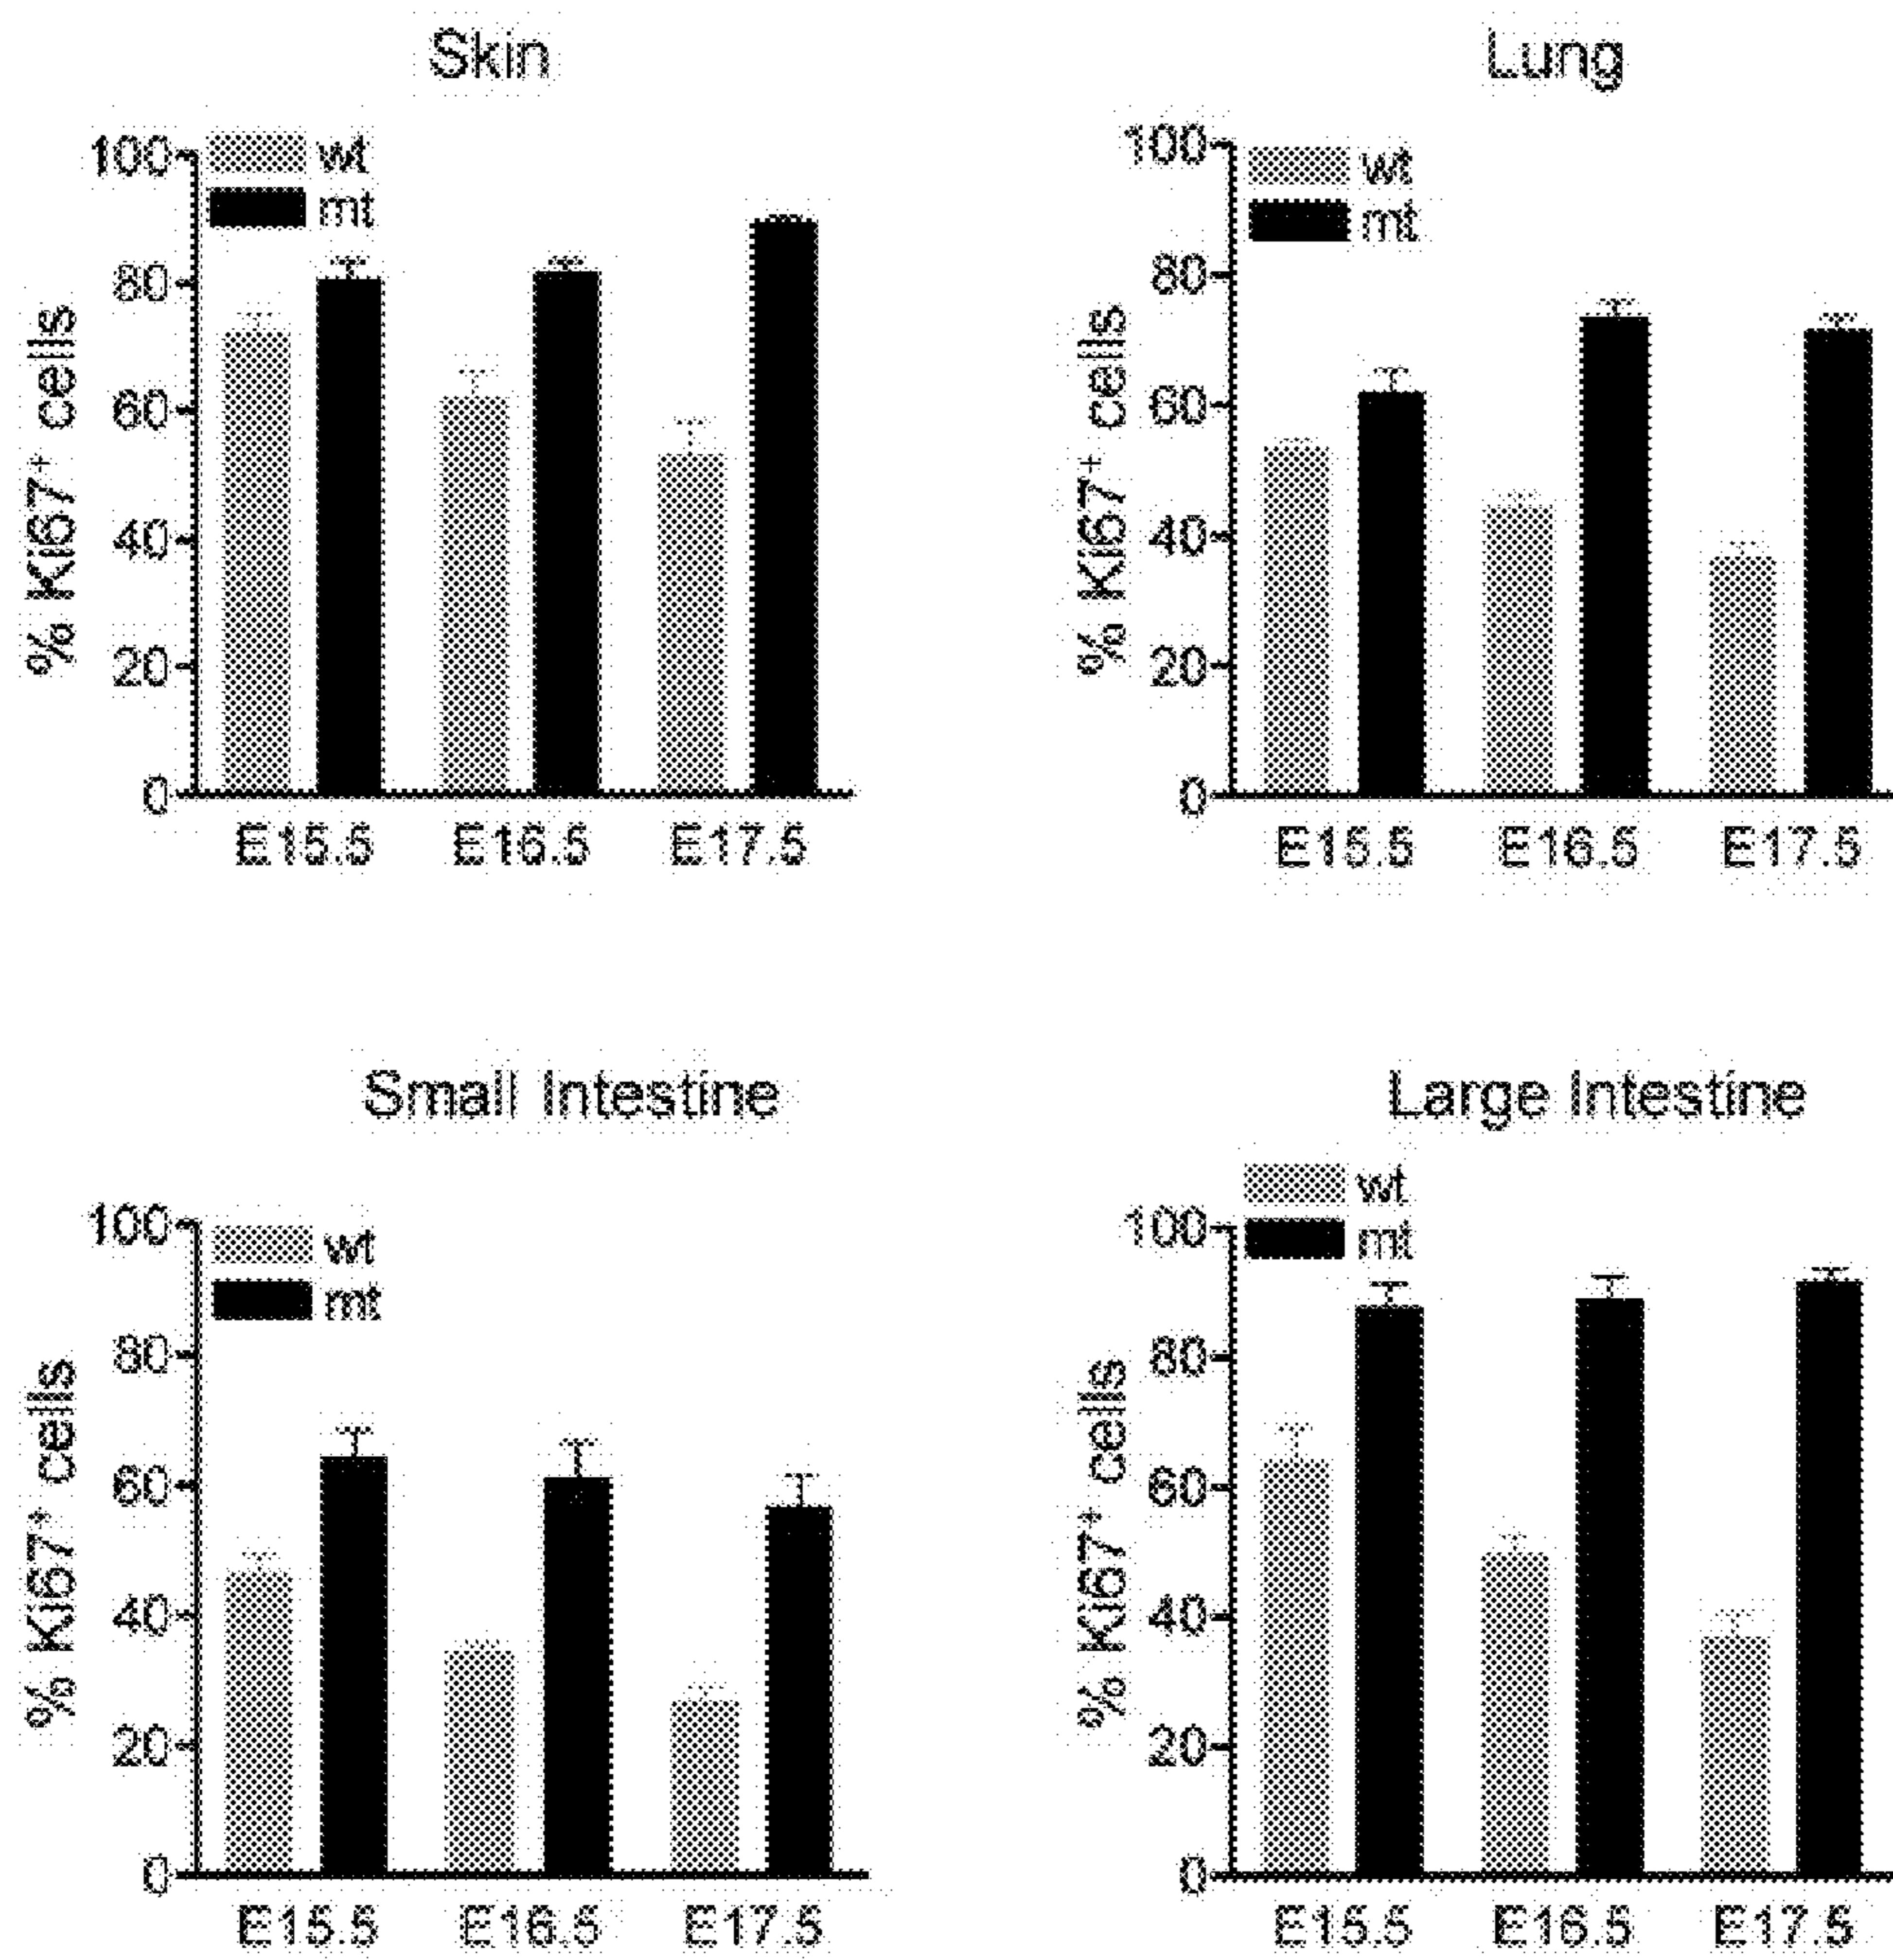 Skin
100
80
60
40
20
0
% Ki67⁺ cells
wt
mt
E15.5 E16.5 E17.5
Lung
100
80
60
40
20
0
% Ki67⁺ cells
wt
mt
E15.5 E16.5 E17.5
Small Intestine
100
80
60
40
20
0
% Ki67⁺ cells
wt
mt
E15.5 E16.5 E17.5
Large Intestine
100
80
60
40
20
0
% Ki67⁺ cells
wt
mt
E15.5 E16.5 E17.5